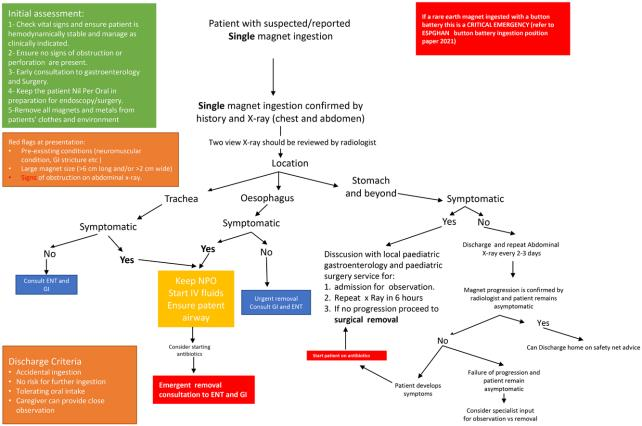 Initial assessment:
1- Check vital signs and ensure patient is
hemodynamically stable and manage as
clinically indicated.
2- Ensure no signs of obstruction or
perforation are present.
3- Early consultation to gastroenterology
and Surgery.
4- Keep the patient Nil Per Oral in
preparation for endoscopy/surgery.
5-Remove all magnets and metals from
patients' clothes and environment
Patient with suspected/reported
Single magnet ingestion
If a rare earth magnet ingested with a button
battery this is a CRITICAL EMERGENCY (refer to
ESPGHAN button battery ingestion position
paper 2021)
Single magnet ingestion confirmed by
history and X-ray (chest and abdomen)
Two view X-ray should be reviewed by radiologist
Red flags at presentation:
• Pre-exsisting conditions (neuromuscular
condition, GI stricture etc )
• Large magnet size (>6 cm long and/or >2 cm wide)
• Signs of obstruction on abdominal x-ray.
Location
Trachea
Oesophagus
Stomach
and beyond
Symptomatic
Symptomatic
Symptomatic
No
Yes
Yes
No
Yes
No
Consult ENT and
GI
Keep NPO
Start IV fluids
Ensure patent
airway
Urgent removal
Consult GI and ENT
Disscusion with local paediatric
gastroenterology and paediatric
surgery service for:
1. admission for observation.
2. Repeat x Ray in 6 hours
3. If no progression proceed to
surgical removal
Discharge and repeat Abdominal
X-ray every 2-3 days
Magnet progression is confirmed by
radiologist and patient remains
asymptomatic
Yes
No
Can Discharge home on safety net advice
Consider starting
antibiotics
Emergent removal
consultation to ENT and GI
Start patient on antibiotics
Patient develops
symptoms
Failure of progression and
patient remain
asymptomatic
Consider specialist input
for observation vs removal
Discharge Criteria
• Accidental ingestion
• No risk for further ingestion
• Tolerating oral intake
• Caregiver can provide close
observation